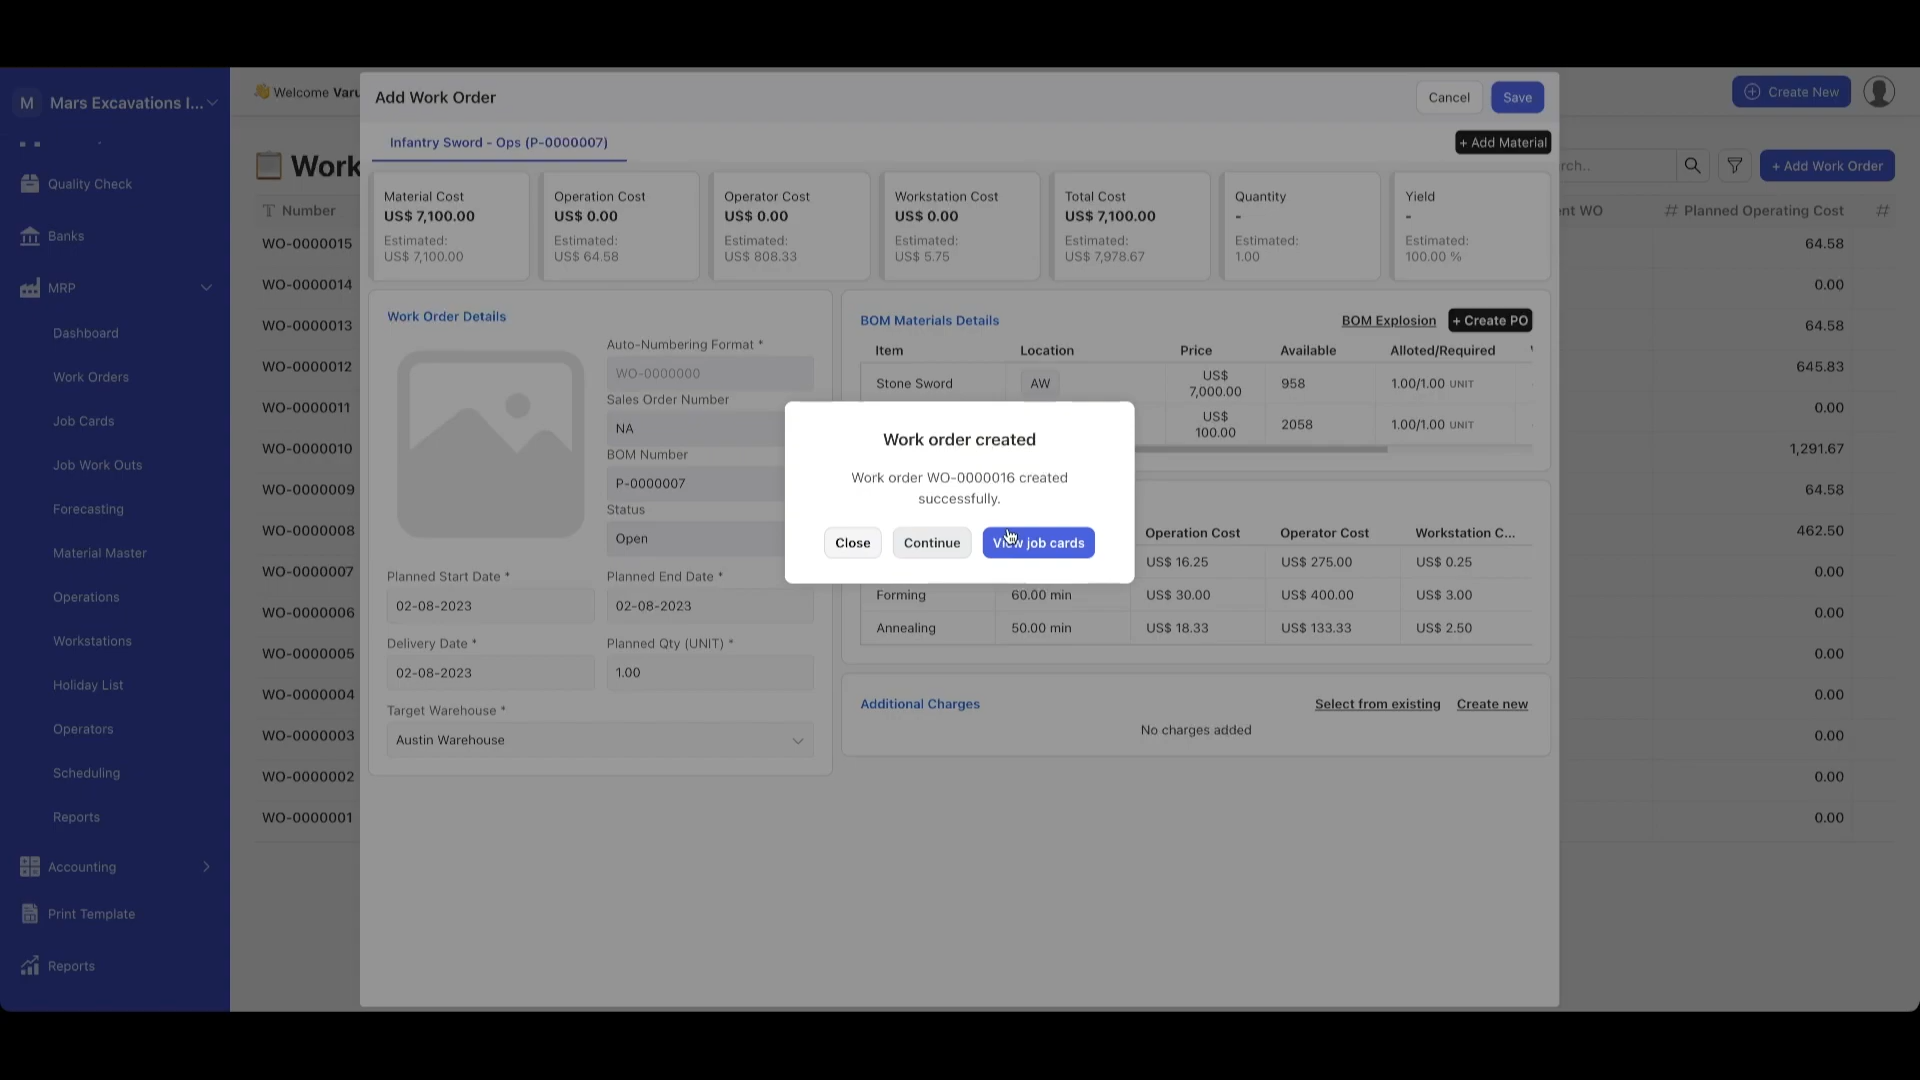 M Mars Excavations I...
Quality Check
Banks
MRP
Dashboard
Work Orders
Job Cards
Job Work Outs
Forecasting
Material Master
Operations
Workstations
Holiday List
Operators
Scheduling
Reports
Accounting
Print Template
Reports
👋 Welcome Varu
Create New
Work
rch..
+ Add Work Order
Number
nt WO
# Planned Operating Cost
#
WO-0000015
64.58
WO-0000014
0.00
WO-0000013
64.58
WO-0000012
645.83
WO-0000011
0.00
WO-0000010
1,291.67
WO-0000009
64.58
WO-0000008
462.50
WO-0000007
0.00
WO-0000006
0.00
WO-0000005
0.00
WO-0000004
0.00
WO-0000003
0.00
WO-0000002
0.00
WO-0000001
0.00
Add Work Order
Cancel
Save
Infantry Sword - Ops (P-0000007)
+ Add Material
Material Cost
US$ 7,100.00
Estimated:
US$ 7,100.00
Operation Cost
US$ 0.00
Estimated:
US$ 64.58
Operator Cost
US$ 0.00
Estimated:
US$ 808.33
Workstation Cost
US$ 0.00
Estimated:
US$ 5.75
Total Cost
US$ 7,100.00
Estimated:
US$ 7,978.67
Quantity
-
Estimated:
1.00
Yield
-
Estimated:
100.00 %
Work Order Details
Auto-Numbering Format *
WO-0000000
Sales Order Number
NA
BOM Number
P-0000007
Status
Open
Planned Start Date *
02-08-2023
Planned End Date *
02-08-2023
Delivery Date *
02-08-2023
Planned Qty (UNIT) *
1.00
Target Warehouse *
Austin Warehouse
BOM Materials Details
BOM Explosion
+ Create PO
Item Location Price Available Alloted/Required
Stone Sword AW US$ 7,000.00 958 1.00/1.00 UNIT
US$ 100.00 2058 1.00/1.00 UNIT
Operation Cost Operator Cost Workstation C...
US$ 16.25 US$ 275.00 US$ 0.25
Forming 60.00 min US$ 30.00 US$ 400.00 US$ 3.00
Annealing 50.00 min US$ 18.33 US$ 133.33 US$ 2.50
Additional Charges
Select from existing
Create new
No charges added
Work order created
Work order WO-0000016 created
successfully.
Close
Continue
View job cards